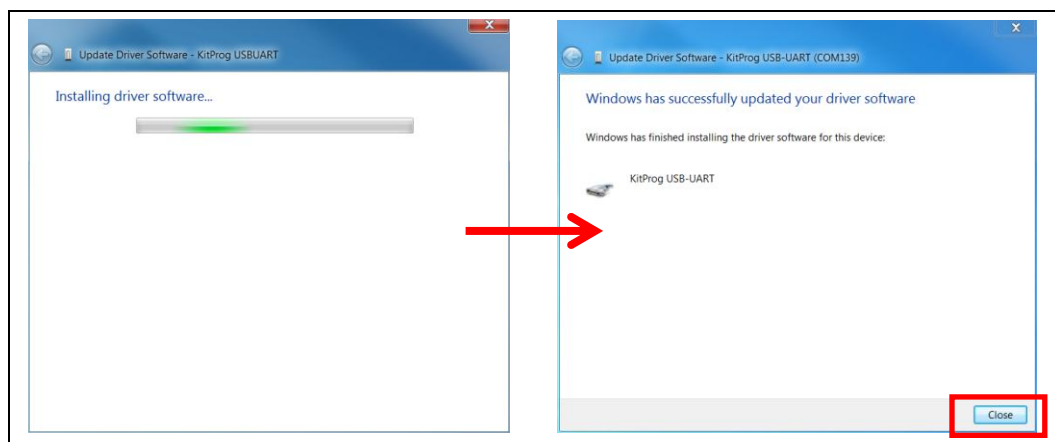 Update Driver Software - KitProg USBUART
Installing driver software...
Update Driver Software - KitProg USB-UART (COM139)
Windows has successfully updated your driver software
Windows has finished installing the driver software for this device:
KitProg USB-UART
Close